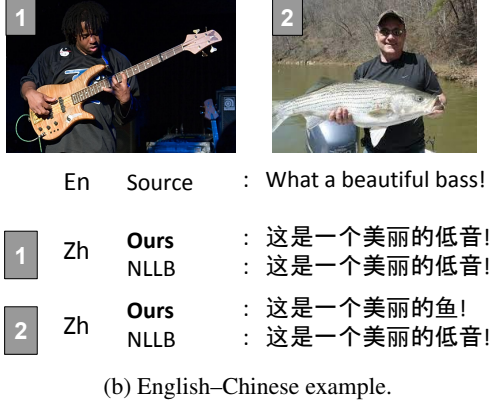 1
2
En Source : What a beautiful bass!
1 Zh Ours : 这是一个美丽的低音!
NLLB : 这是一个美丽的低音!
2 Zh Ours : 这是一个美丽的鱼!
NLLB : 这是一个美丽的低音!
(b) English–Chinese example.